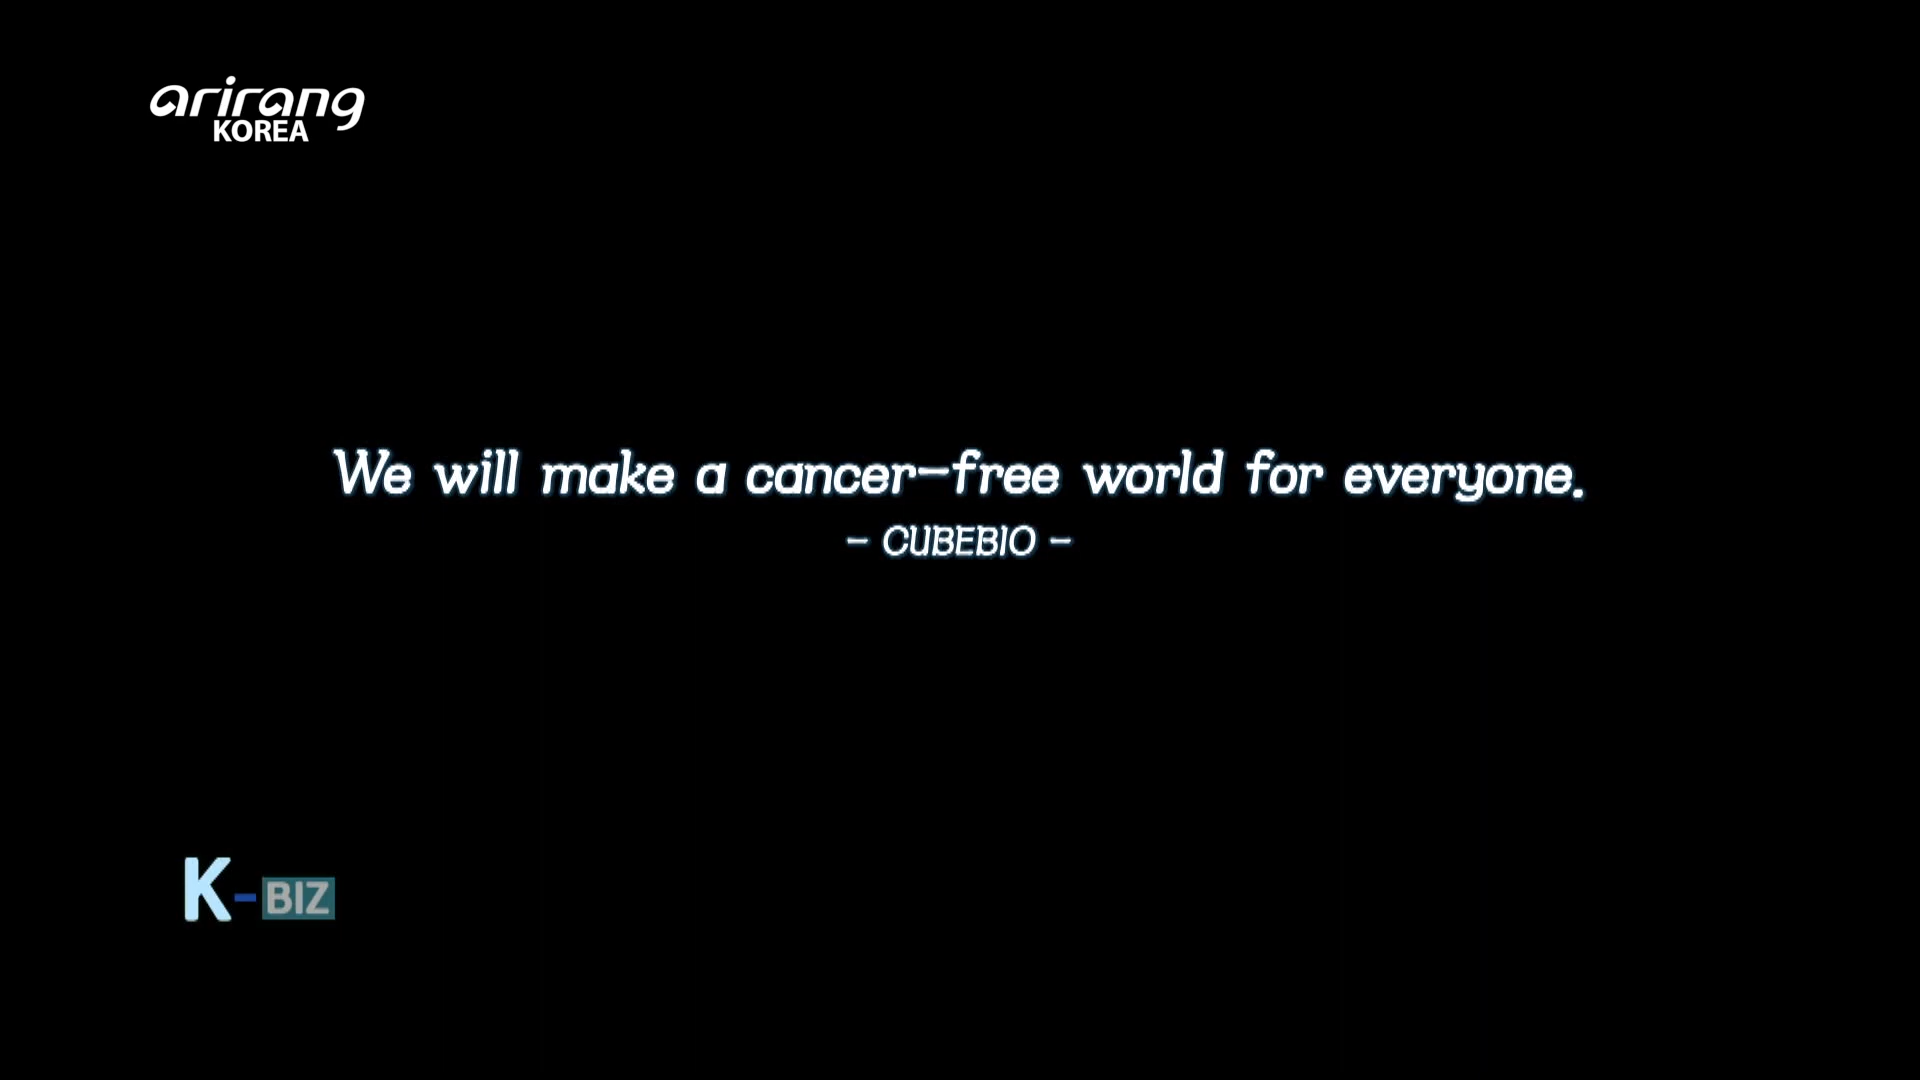 arirang
KOREA
We will make a cancer-free world for everyone.
- CUBEBIO -
K-BIZ